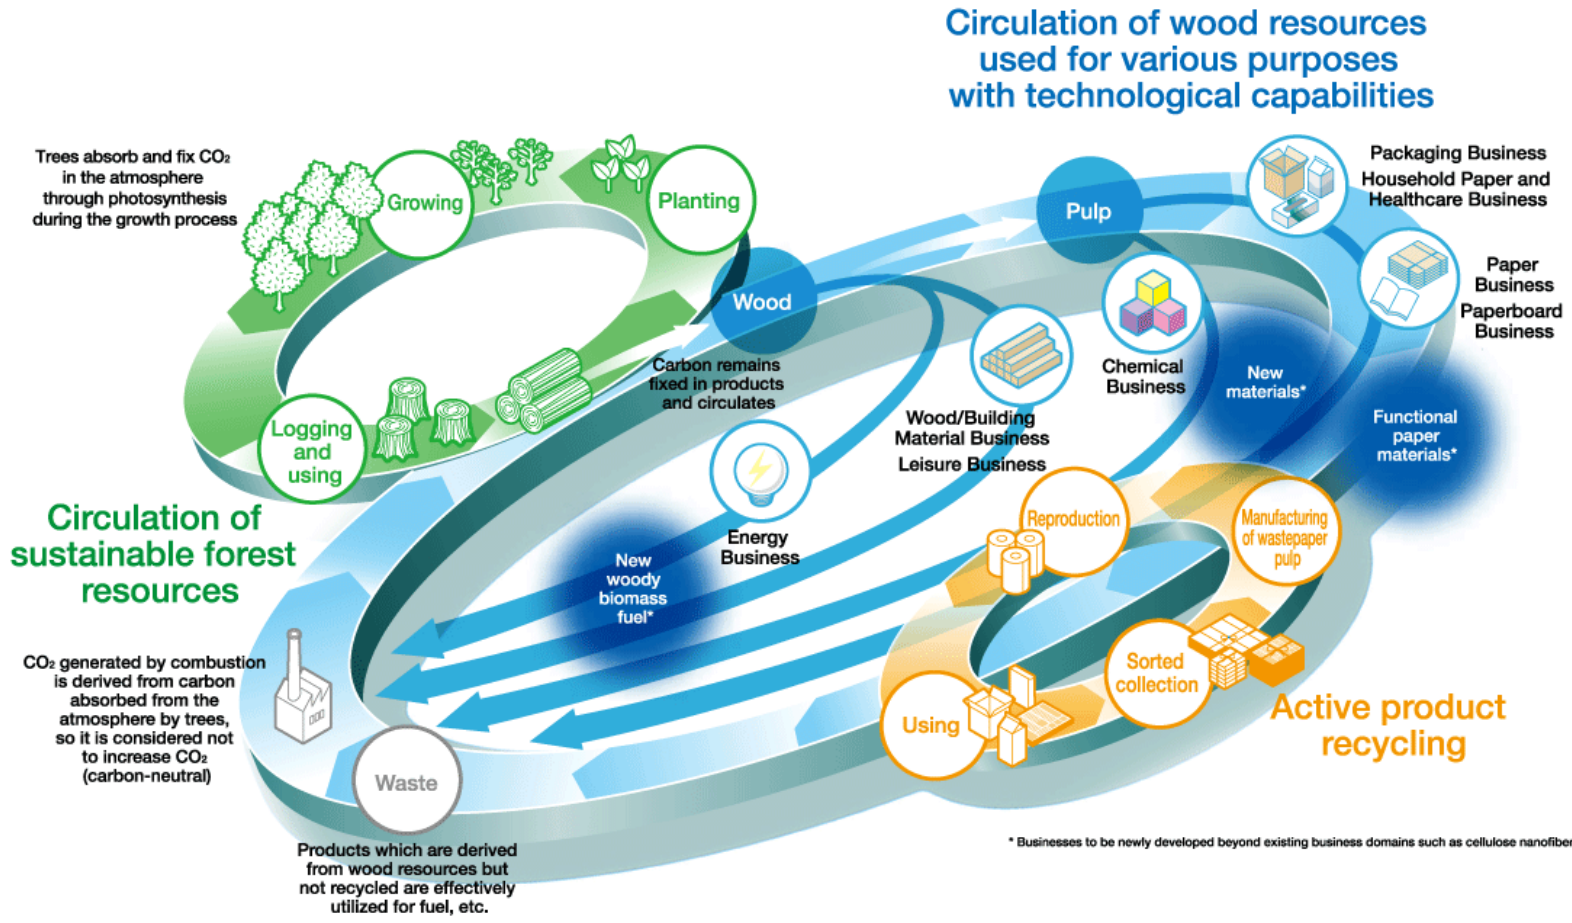 Circulation of wood resources
used for various purposes
with technological capabilities
Trees absorb and fix CO₂
in the atmosphere
through photosynthesis
during the growth process
Growing
Planting
Pulp
Packaging Business
Household Paper and
Healthcare Business
Paper
Business
Paperboard
Business
Wood
Carbon remains
fixed in products
and circulates
Chemical
Business
New
materials*
Functional
paper
materials*
Wood/Building
Material Business
Leisure Business
Logging
and
using
Circulation of
sustainable forest
resources
Energy
Business
New
woody
biomass
fuel*
Reproduction
Manufacturing
of wastepaper
pulp
Sorted
collection
Using
Active product
recycling
CO₂ generated by combustion
is derived from carbon
absorbed from the
atmosphere by trees,
so it is considered not
to increase CO₂
(carbon-neutral)
Waste
Products which are derived
from wood resources but
not recycled are effectively
utilized for fuel, etc.
* Businesses to be newly developed beyond existing business domains such as cellulose nanofiber